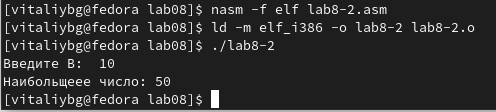 [vitaliybg@fedora lab08]$ nasm -f elf lab8-2.asm
[vitaliybg@fedora lab08]$ ld -m elf_i386 -o lab8-2 lab8-2.o
[vitaliybg@fedora lab08]$ ./lab8-2
Введите В:  10
Наибольщеее число: 50
[vitaliybg@fedora lab08]$